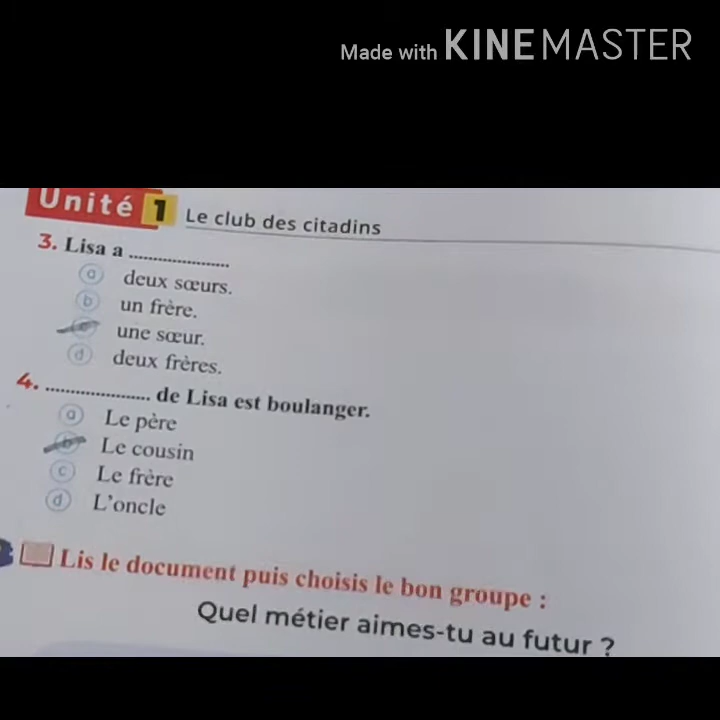 Made with KINEMASTER
Unité 1 Le club des citadins
3. Lisa a ......................
a deux sœurs.
b un frère.
c une sœur.
d deux frères.
4. ...................... de Lisa est boulanger.
a Le père
b Le cousin
c Le frère
d L'oncle
Lis le document puis choisis le bon groupe :
Quel métier aimes-tu au futur ?